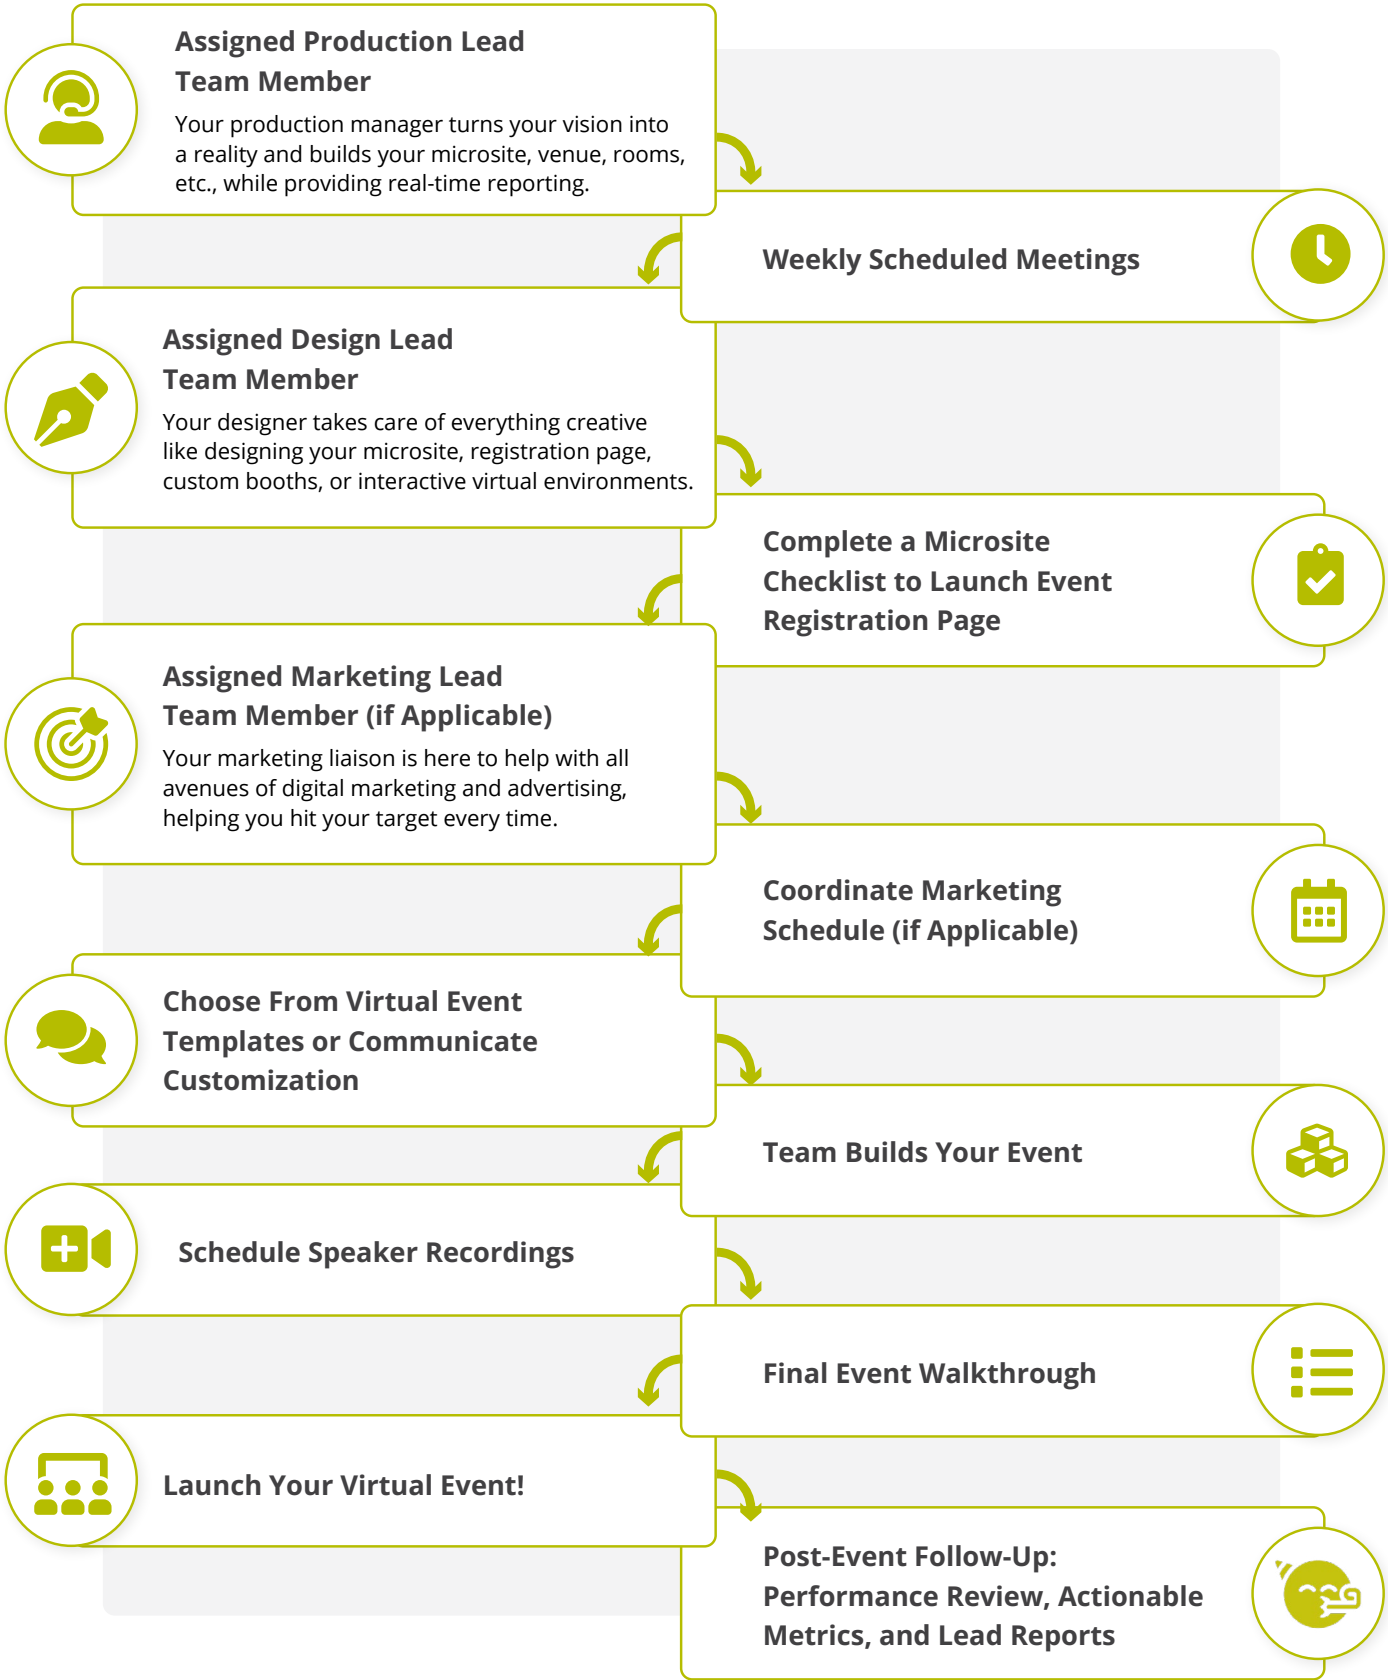 Assigned Production Lead
Team Member
Your production manager turns your vision into
a reality and builds your microsite, venue, rooms,
etc., while providing real-time reporting.
Weekly Scheduled Meetings
Assigned Design Lead
Team Member
Your designer takes care of everything creative
like designing your microsite, registration page,
custom booths, or interactive virtual environments.
Complete a Microsite
Checklist to Launch Event
Registration Page
Assigned Marketing Lead
Team Member (if Applicable)
Your marketing liaison is here to help with all
avenues of digital marketing and advertising,
helping you hit your target every time.
Coordinate Marketing
Schedule (if Applicable)
Choose From Virtual Event
Templates or Communicate
Customization
Team Builds Your Event
Schedule Speaker Recordings
Final Event Walkthrough
Launch Your Virtual Event!
Post-Event Follow-Up:
Performance Review, Actionable
Metrics, and Lead Reports